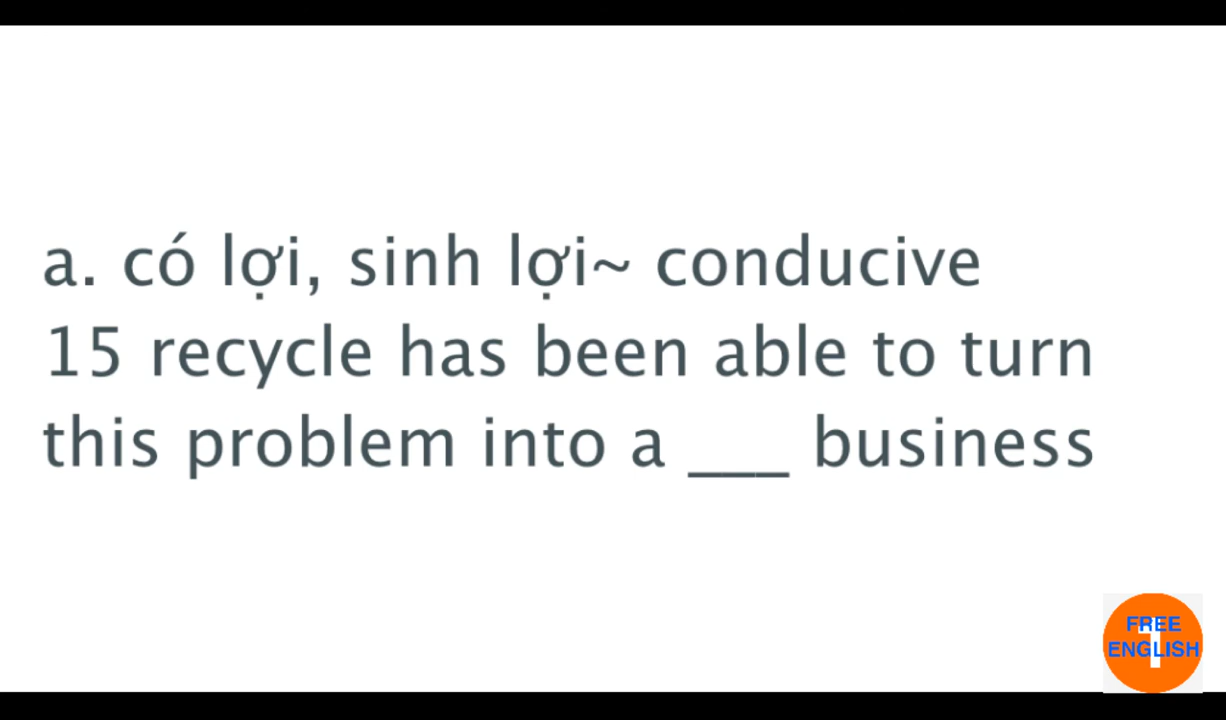 a. có lợi, sinh lợi~ conducive
15 recycle has been able to turn
this problem into a ___ business
FREE
1
ENGLISH